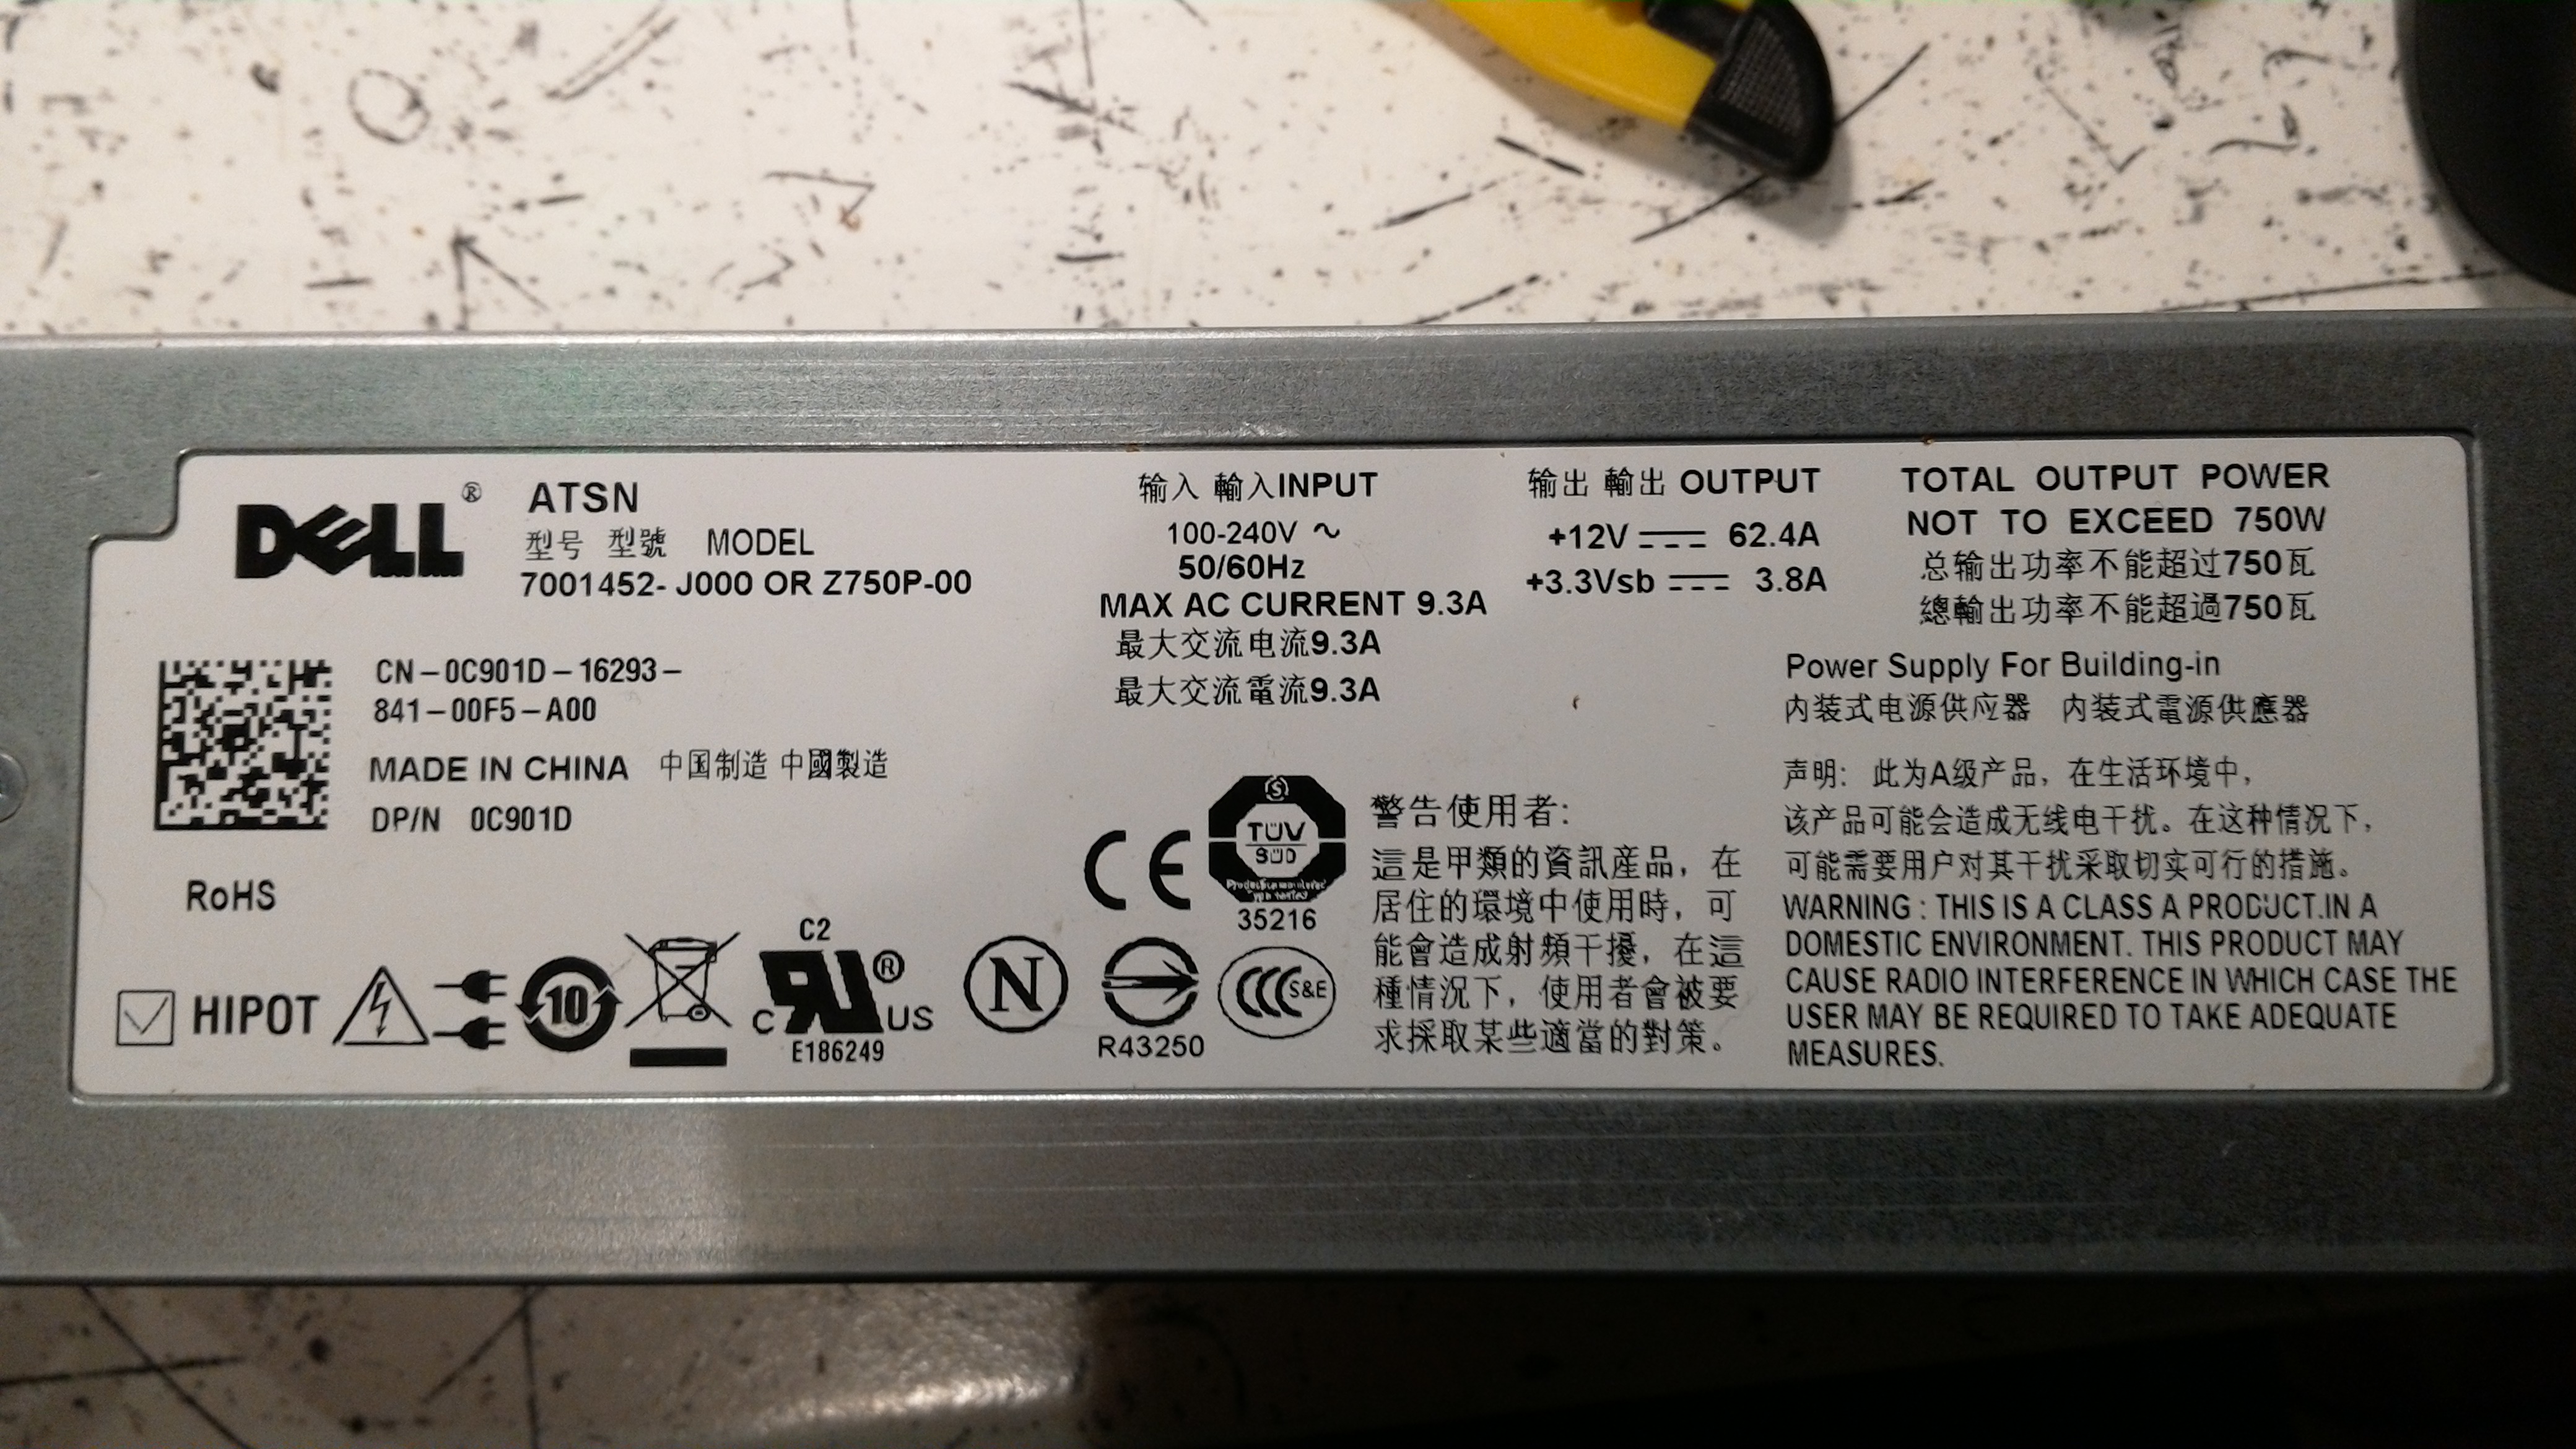 DELL®
ATSN
型号 型號 MODEL
7001452- J000 OR Z750P-00
CN-0C901D-16293-
841-00F5-A00
MADE IN CHINA 中国制造 中國製造
DP/N 0C901D
RoHS
HIPOT
10
C2
C RU US ®
E186249
输入 輸入INPUT
100-240V ~
50/60Hz
MAX AC CURRENT 9.3A
最大交流电流9.3A
最大交流電流9.3A
输出 輸出 OUTPUT
+12V ⎓ 62.4A
+3.3Vsb ⎓ 3.8A
CE
S
TÜV
SÜD
35216
N
R43250
CCC S&E
警告使用者:
這是甲類的資訊產品，在
居住的環境中使用時，可
能會造成射頻干擾，在這
種情況下，使用者會被要
求採取某些適當的對策。
TOTAL OUTPUT POWER
NOT TO EXCEED 750W
总输出功率不能超过750瓦
總輸出功率不能超過750瓦
Power Supply For Building-in
内装式电源供应器 内裝式電源供應器
声明: 此为A级产品，在生活环境中，
该产品可能会造成无线电干扰。在这种情况下，
可能需要用户对其干扰采取切实可行的措施。
WARNING : THIS IS A CLASS A PRODUCT.IN A
DOMESTIC ENVIRONMENT. THIS PRODUCT MAY
CAUSE RADIO INTERFERENCE IN WHICH CASE THE
USER MAY BE REQUIRED TO TAKE ADEQUATE
MEASURES.